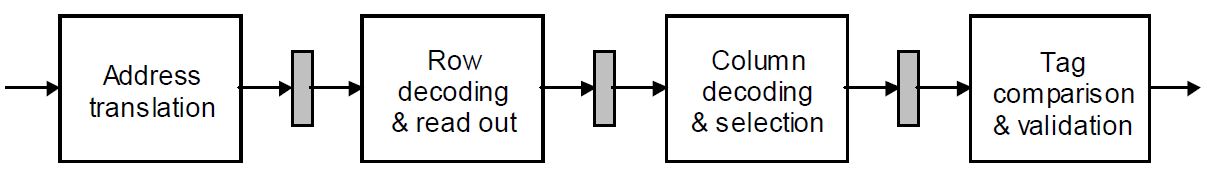 Address
translation
Row
decoding
& read out
Column
decoding
& selection
Tag
comparison
& validation